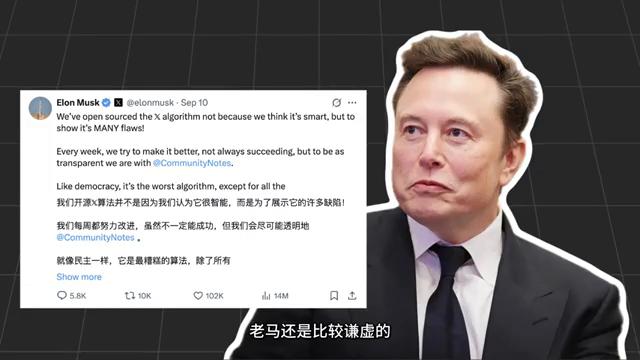 Elon Musk @elonmusk · Sep 10
We've open sourced the 𝕏 algorithm not because we think it's smart, but to
show it's MANY flaws!
Every week, we try to make it better, not always succeeding, but to be as
transparent we are with @CommunityNotes.
Like democracy, it's the worst algorithm, except for all the
我们开源𝕏算法并不是因为我们认为它很智能，而是为了展示它的许多缺陷！
我们每周都努力改进，虽然不一定能成功，但我们会尽可能透明地
@CommunityNotes 。
就像民主一样，它是最糟糕的算法，除了所有
Show more
5.8K 10K 102K 14M
老马还是比较谦虚的